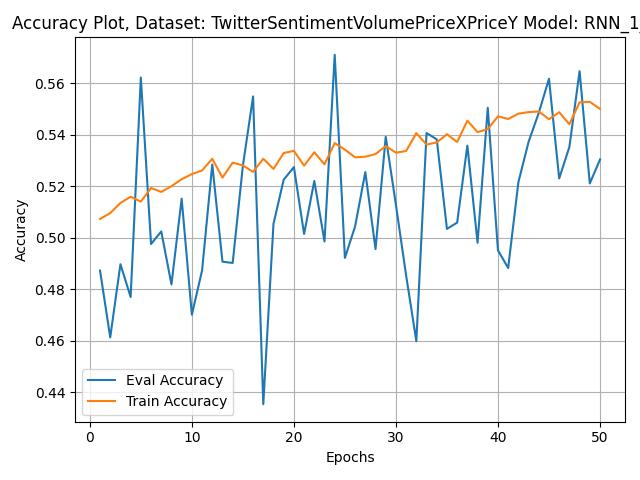 Accuracy Plot, Dataset: TwitterSentimentVolumePriceXPriceY Model: RNN_1
0.56
0.54
0.52
0.50
0.48
0.46
0.44
Accuracy
Eval Accuracy
Train Accuracy
0 10 20 30 40 50
Epochs